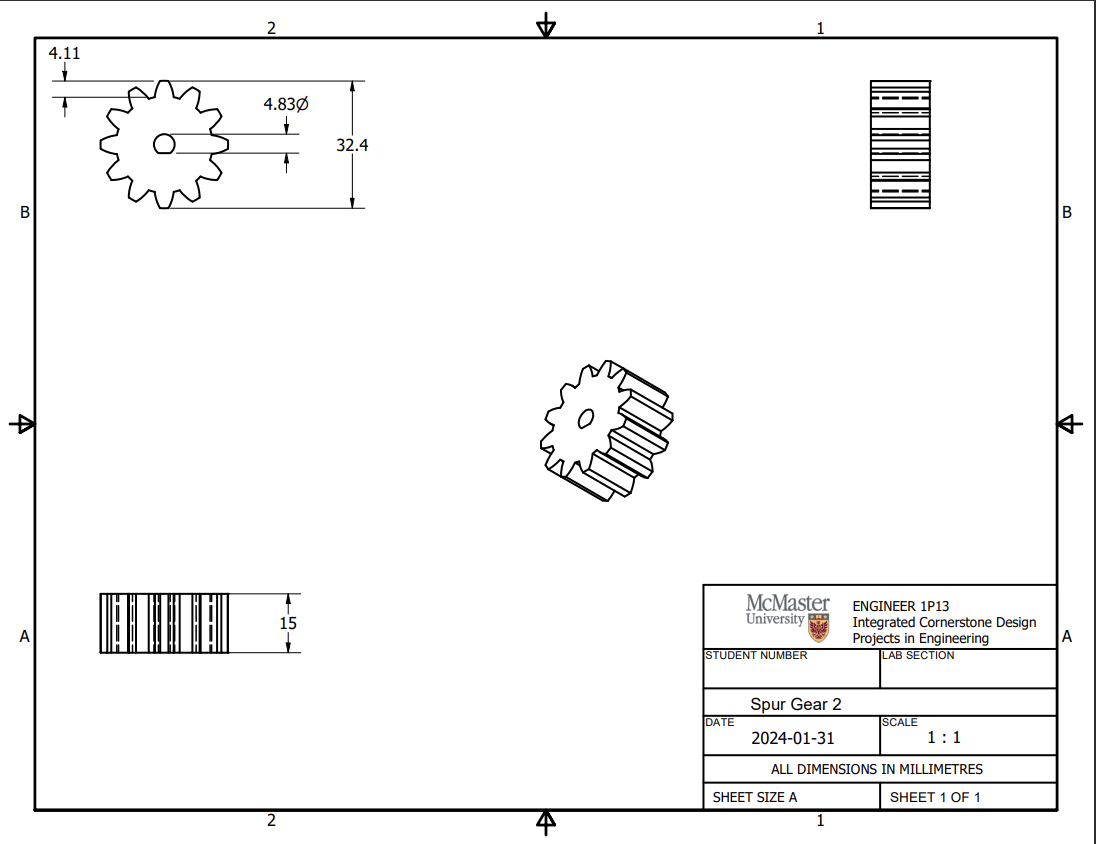 2
1
4.11
4.83Ø
32.4
B
B
15
A
A
McMaster
University
ENGINEER 1P13
Integrated Cornerstone Design
Projects in Engineering
STUDENT NUMBER
LAB SECTION
Spur Gear 2
DATE
2024-01-31
SCALE
1 : 1
ALL DIMENSIONS IN MILLIMETRES
SHEET SIZE A
SHEET 1 OF 1
2
1